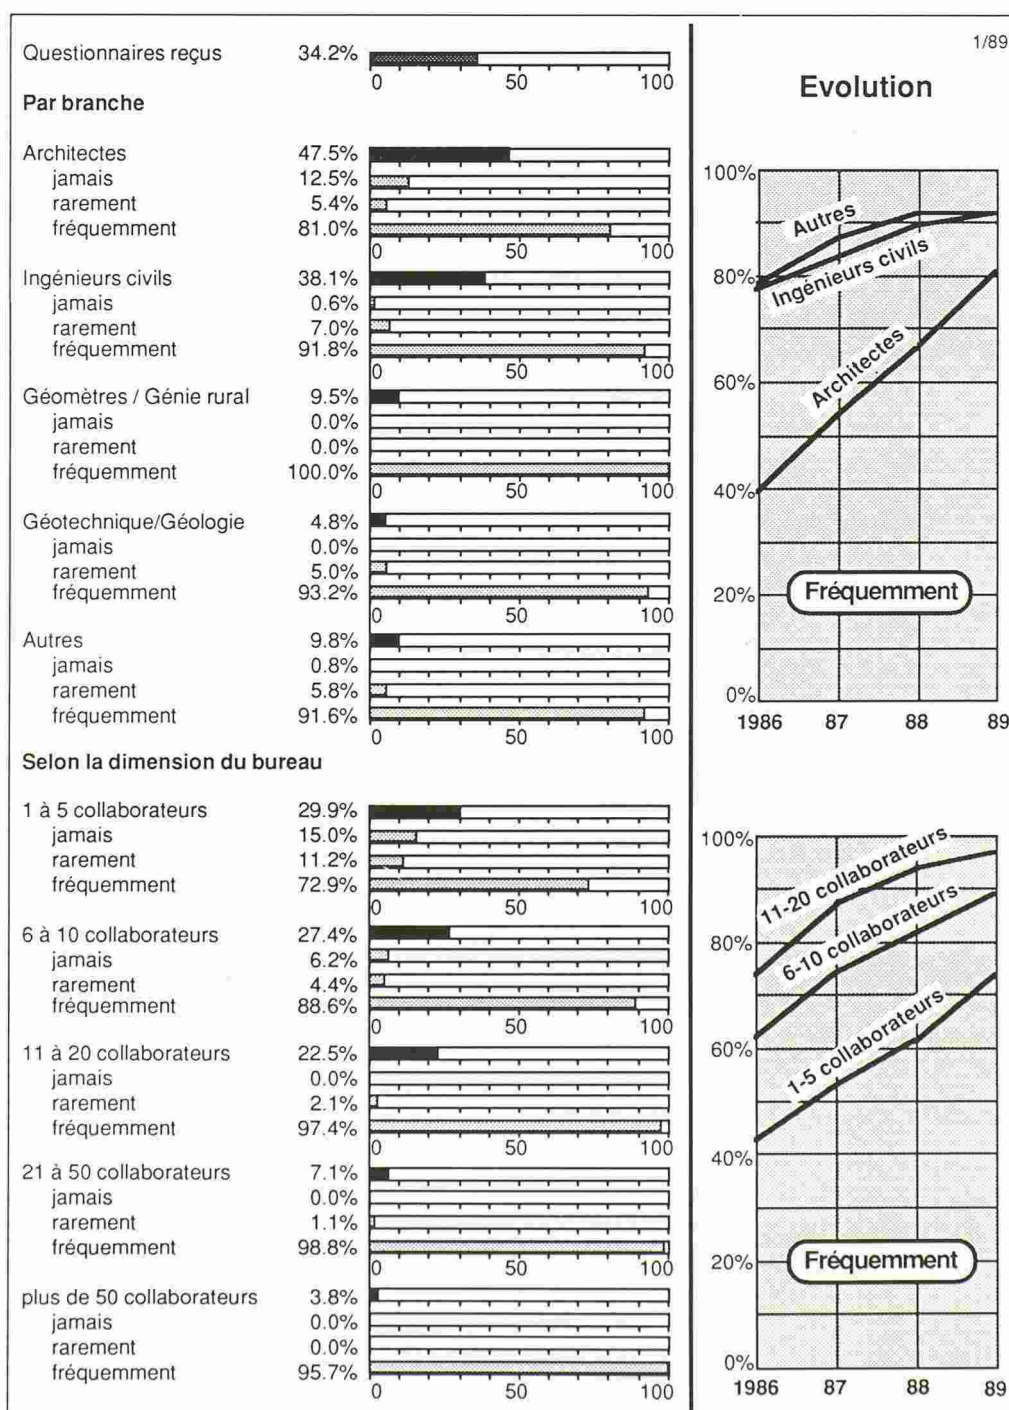 Questionnaires reçus 34.2%
0 50 100
Par branche
Architectes 47.5%
jamais 12.5%
rarement 5.4%
fréquemment 81.0%
0 50 100
Ingénieurs civils 38.1%
jamais 0.6%
rarement 7.0%
fréquemment 91.8%
0 50 100
Géomètres / Génie rural 9.5%
jamais 0.0%
rarement 0.0%
fréquemment 100.0%
0 50 100
Géotechnique/Géologie 4.8%
jamais 0.0%
rarement 5.0%
fréquemment 93.2%
0 50 100
Autres 9.8%
jamais 0.8%
rarement 5.8%
fréquemment 91.6%
0 50 100
Selon la dimension du bureau
1 à 5 collaborateurs 29.9%
jamais 15.0%
rarement 11.2%
fréquemment 72.9%
0 50 100
6 à 10 collaborateurs 27.4%
jamais 6.2%
rarement 4.4%
fréquemment 88.6%
0 50 100
11 à 20 collaborateurs 22.5%
jamais 0.0%
rarement 2.1%
fréquemment 97.4%
0 50 100
21 à 50 collaborateurs 7.1%
jamais 0.0%
rarement 1.1%
fréquemment 98.8%
0 50 100
plus de 50 collaborateurs 3.8%
jamais 0.0%
rarement 0.0%
fréquemment 95.7%
0 50 100
1/89
Evolution
100%
Autres
80%
Ingénieurs civils
Architectes
60%
40%
20%
Fréquemment
0%
1986 87 88 89
100%
11-20 collaborateurs
80%
6-10 collaborateurs
60%
1-5 collaborateurs
40%
20%
Fréquemment
0%
1986 87 88 89